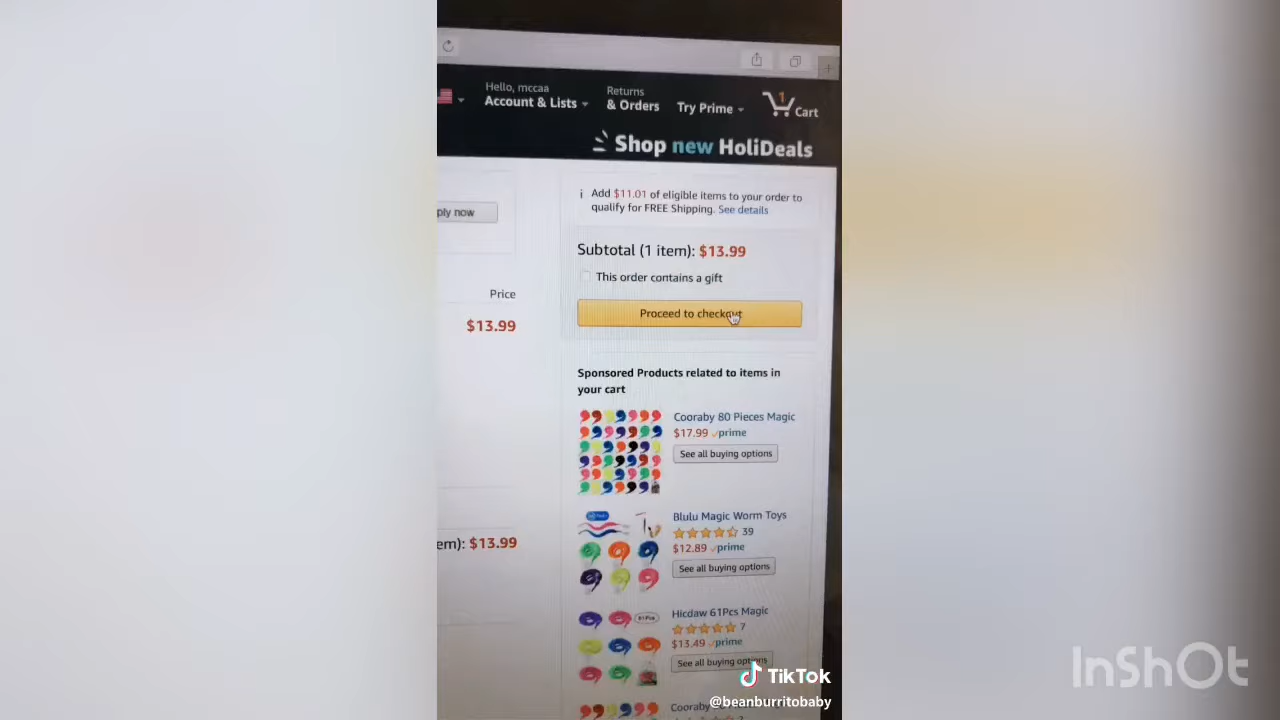 Hello, mccaa
Account & Lists
Returns
& Orders
Try Prime
1
Cart
Shop new HoliDeals
ply now
Price
$13.99
em): $13.99
i Add $11.01 of eligible items to your order to
qualify for FREE Shipping. See details
Subtotal (1 item): $13.99
This order contains a gift
Proceed to checkout
Sponsored Products related to items in
your cart
Cooraby 80 Pieces Magic
$17.99 prime
See all buying options
Blulu Magic Worm Toys
39
$12.89 prime
See all buying options
Hicdaw 61Pcs Magic
7
$13.49 prime
See all buying options
Cooraby
TikTok
@beanburritobaby
InShOt